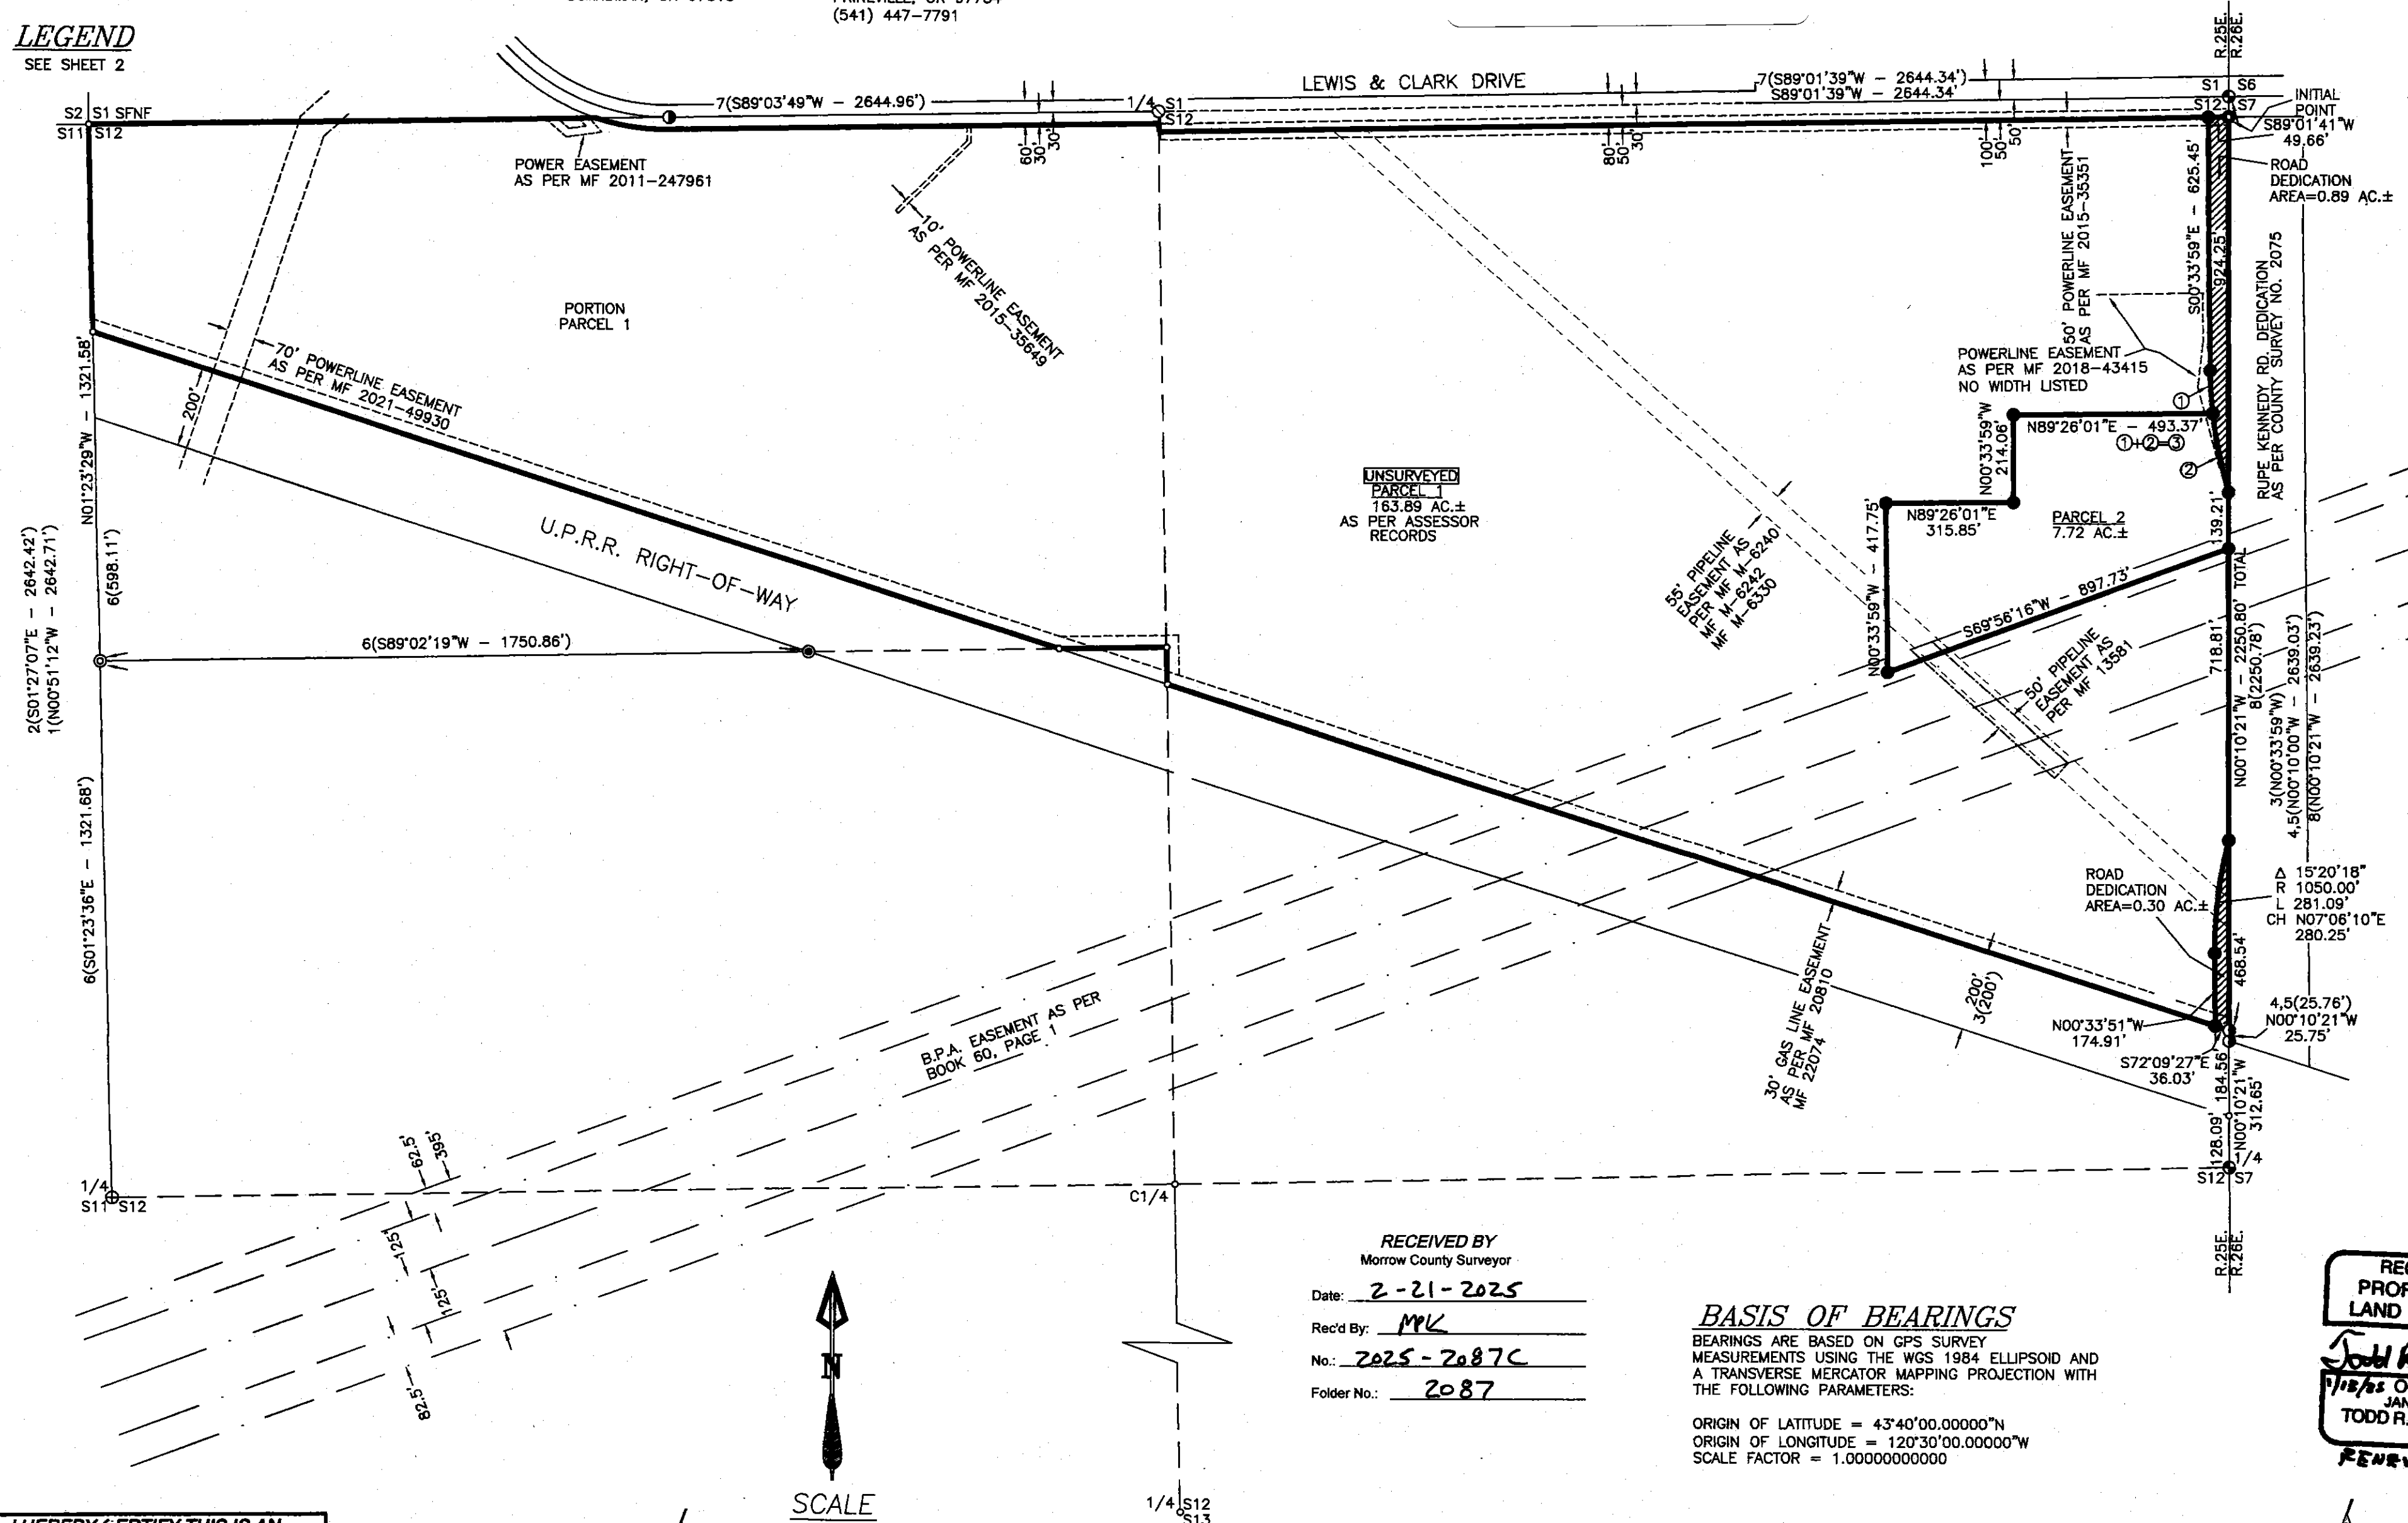 (541) 447-7791
LEGEND
SEE SHEET 2
R.25E.
R.26E.
LEWIS & CLARK DRIVE
7(S89°03'49"W - 2644.96')
7(S89°01'39"W - 2644.34')
S89°01'39"W - 2644.34'
1/4
S1
S12
S2
S1
SFNF
S11
S12
S1
S6
S12
S7
INITIAL
POINT
S89°01'41"W
49.66'
ROAD
DEDICATION
AREA=0.89 AC.±
POWER EASEMENT
AS PER MF 2011-247961
60'
30'
30'
80'
50'
30'
100'
50'
50'
10' POWERLINE EASEMENT
AS PER MF 2015-35649
50' POWERLINE EASEMENT
AS PER MF 2015-35351
S00°33'59"E - 625.45'
924.25'
RUPE KENNEDY RD. DEDICATION
AS PER COUNTY SURVEY NO. 2075
PORTION
PARCEL 1
70' POWERLINE EASEMENT
AS PER MF 2021-49930
200'
POWERLINE EASEMENT
AS PER MF 2018-43415
NO WIDTH LISTED
1
N89°26'01"E - 493.37'
1+2=3
2
N00°33'59"W
214.06'
N89°26'01"E
315.85'
PARCEL 2
7.72 AC.±
139.21'
N00°33'59"W - 417.75'
S69°56'16"W - 897.73'
UNSURVEYED
PARCEL 1
163.89 AC.±
AS PER ASSESSOR
RECORDS
55' PIPELINE
EASEMENT AS
PER MF M-6240
MF M-6242
MF M-6330
50' PIPELINE
EASEMENT AS
PER MF 13581
N01°23'29"W - 1321.58'
6(598.11')
2(S01°27'07"E - 2642.42')
1(N00°51'12"W - 2642.71')
U.P.R.R. RIGHT-OF-WAY
6(S89°02'19"W - 1750.86')
718.81'
N00°10'21"W - 2250.80' TOTAL
8(2250.78')
3(N00°33'59"W)
4,5(N00°10'00"W - 2639.03')
8(N00°10'21"W - 2639.23')
6(S01°23'36"E - 1321.68')
ROAD
DEDICATION
AREA=0.30 AC.±
Δ 15°20'18"
R 1050.00'
L 281.09'
CH N07°06'10"E
280.25'
468.54'
4,5(25.76')
N00°10'21"W
25.75'
N00°33'51"W
174.91'
S72°09'27"E
36.03'
200'
3(200')
30' GAS LINE EASEMENT
AS PER MF 20810
MF 22074
B.P.A. EASEMENT AS PER
BOOK 60, PAGE 1
184.56'
128.09'
N00°10'21"W
312.65'
1/4
S12
S7
62.5'
395'
125'
125'
82.5'
1/4
S11
S12
C1/4
R.25E.
R.26E.
N
SCALE
1/4
S12
S13
RECEIVED BY
Morrow County Surveyor
Date: 2-21-2025
Rec'd By: MPK
No.: 2025-2087C
Folder No.: 2087
BASIS OF BEARINGS
BEARINGS ARE BASED ON GPS SURVEY
MEASUREMENTS USING THE WGS 1984 ELLIPSOID AND
A TRANSVERSE MERCATOR MAPPING PROJECTION WITH
THE FOLLOWING PARAMETERS:
ORIGIN OF LATITUDE = 43°40'00.00000"N
ORIGIN OF LONGITUDE = 120°30'00.00000"W
SCALE FACTOR = 1.00000000000
LAND
TODD R.
I HEREBY CERTIFY THIS IS AN